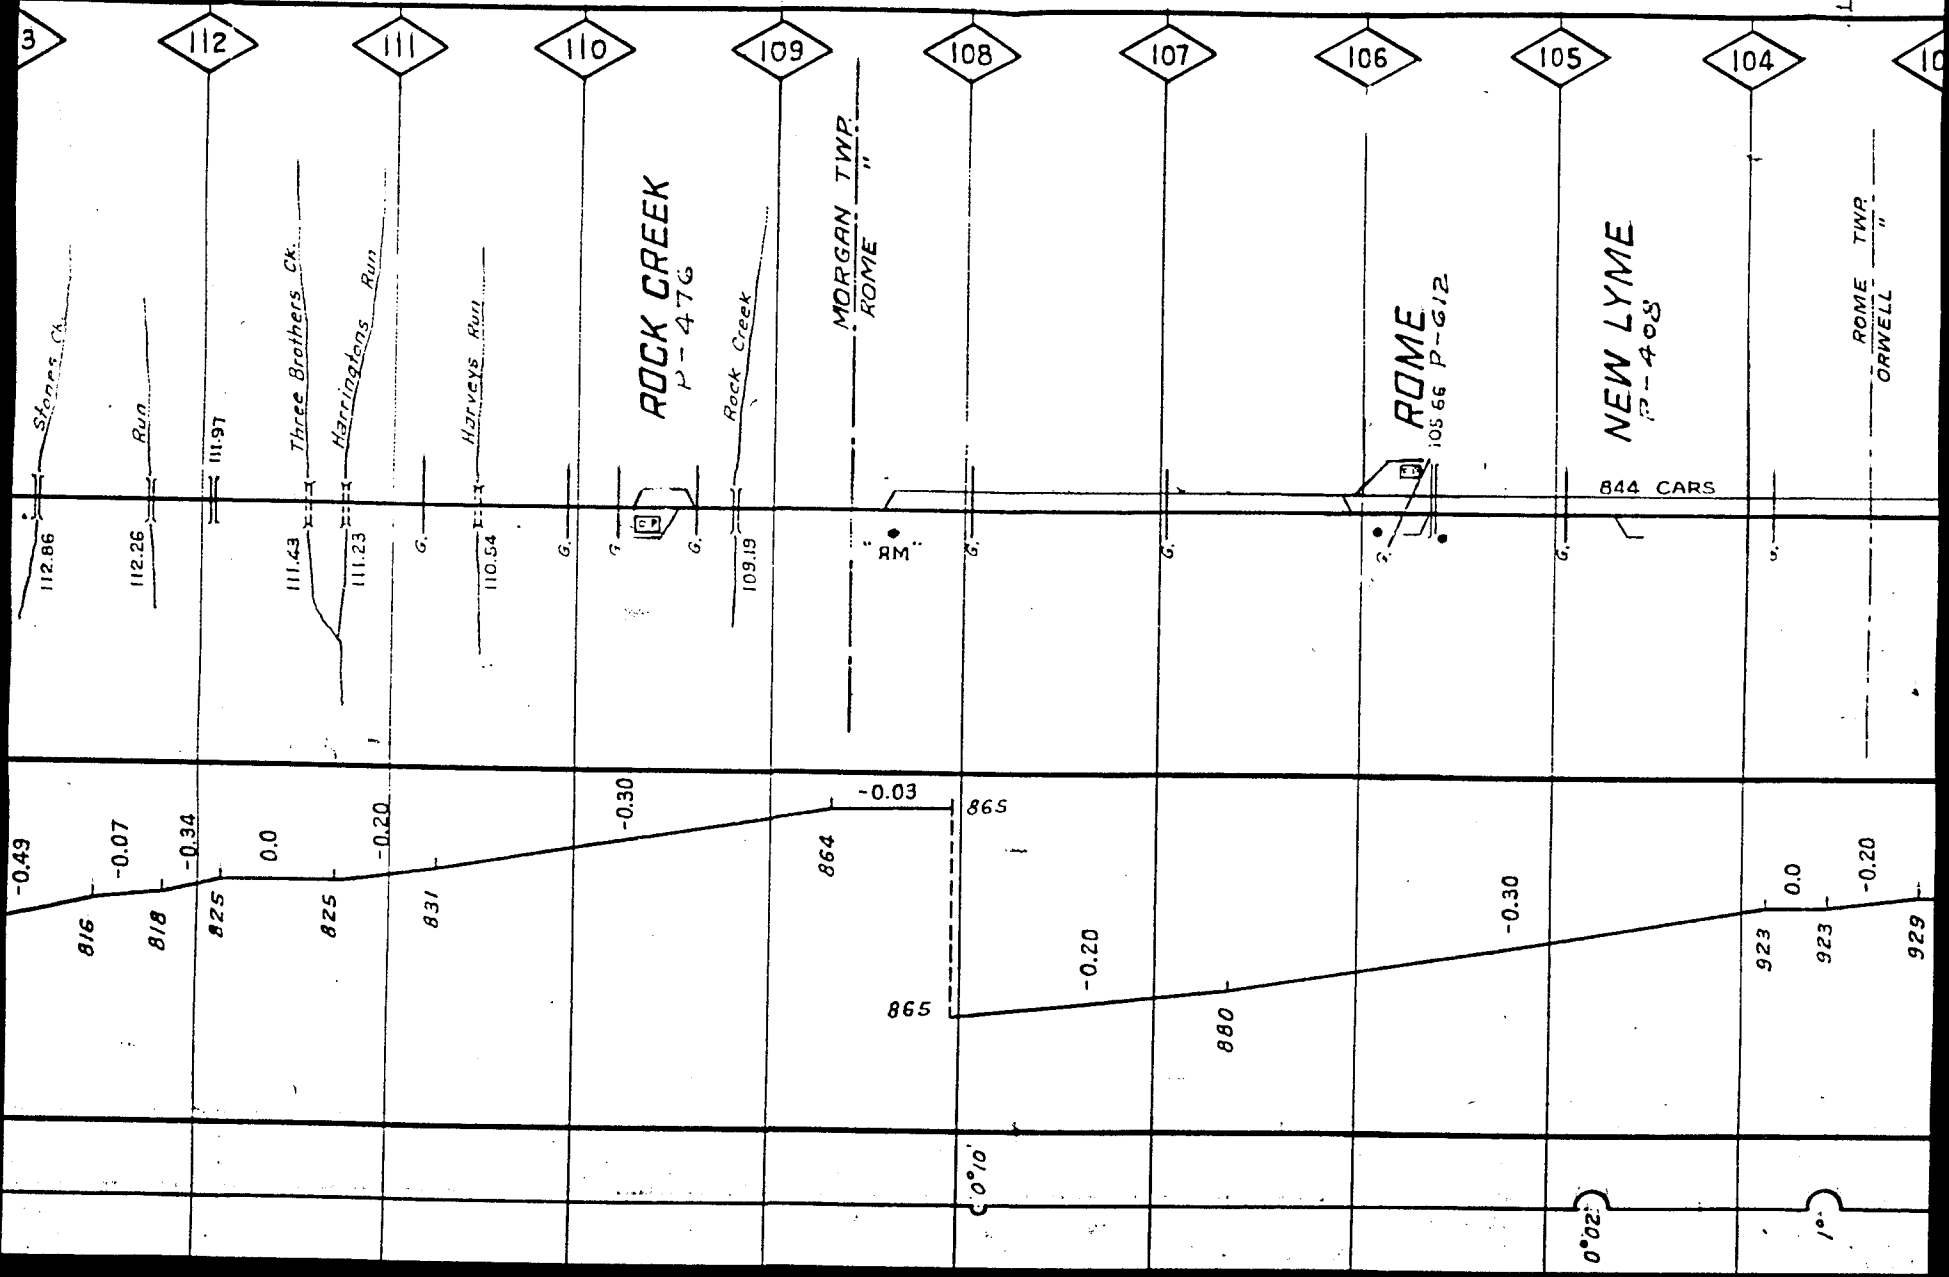 3
112
111
110
109
108
107
106
105
104
10
Stones Ck.
Run
111.97
Three Brothers Ck.
Harringtons Run
Harveys Run
ROCK CREEK
P-476
Rock Creek
MORGAN TWP.
ROME "
ROME
105 66 P-612
NEW LYME
P-408
844 CARS
ROME TWP.
ORWELL "
112.86
112.26
111.43
111.23
G.
110.54
G.
G.
G.
109.19
"RM"
G.
G.
G.
G.
G.
-0.49
-0.07
-0.34
0.0
-0.20
-0.30
-0.03
865
816
818
825
825
831
864
865
-0.20
880
-0.30
923
0.0
923
-0.20
929
0°10'
0°02'
1°